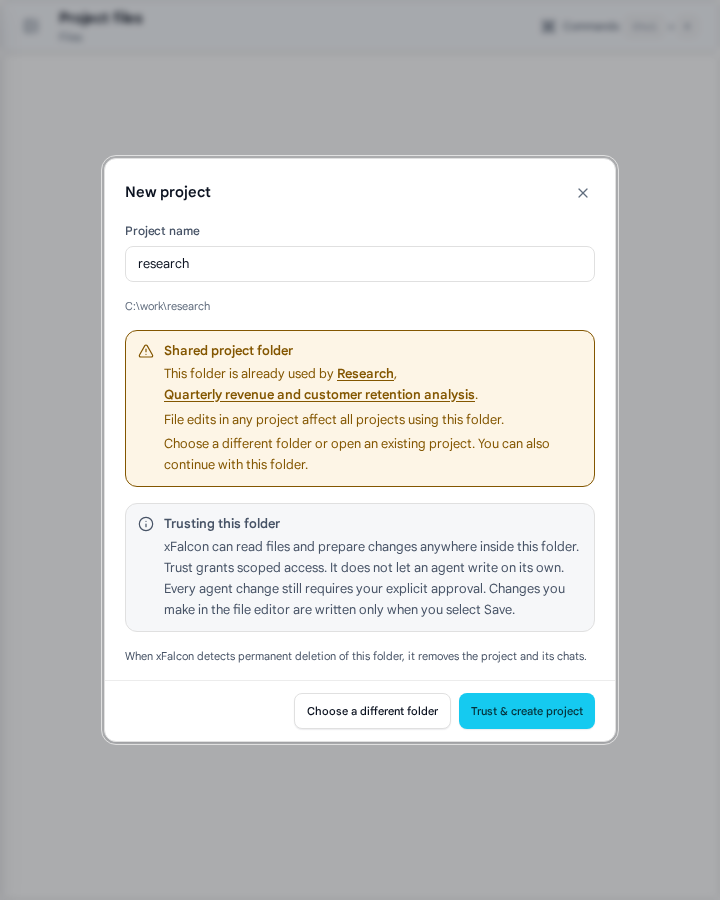 Project files
Files
Commands
New project
Project name
research
C:\work\research
Shared project folder
This folder is already used by Research,
Quarterly revenue and customer retention analysis.
File edits in any project affect all projects using this folder.
Choose a different folder or open an existing project. You can also
continue with this folder.
Trusting this folder
xFalcon can read files and prepare changes anywhere inside this folder.
Trust grants scoped access. It does not let an agent write on its own.
Every agent change still requires your explicit approval. Changes you
make in the file editor are written only when you select Save.
When xFalcon detects permanent deletion of this folder, it removes the project and its chats.
Choose a different folder
Trust & create project